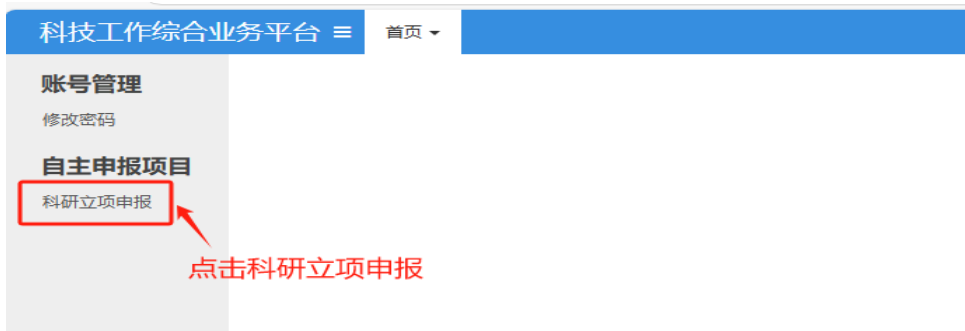 科技工作综合业务平台 首页
账号管理
修改密码
自主申报项目
科研立项申报
点击科研立项申报